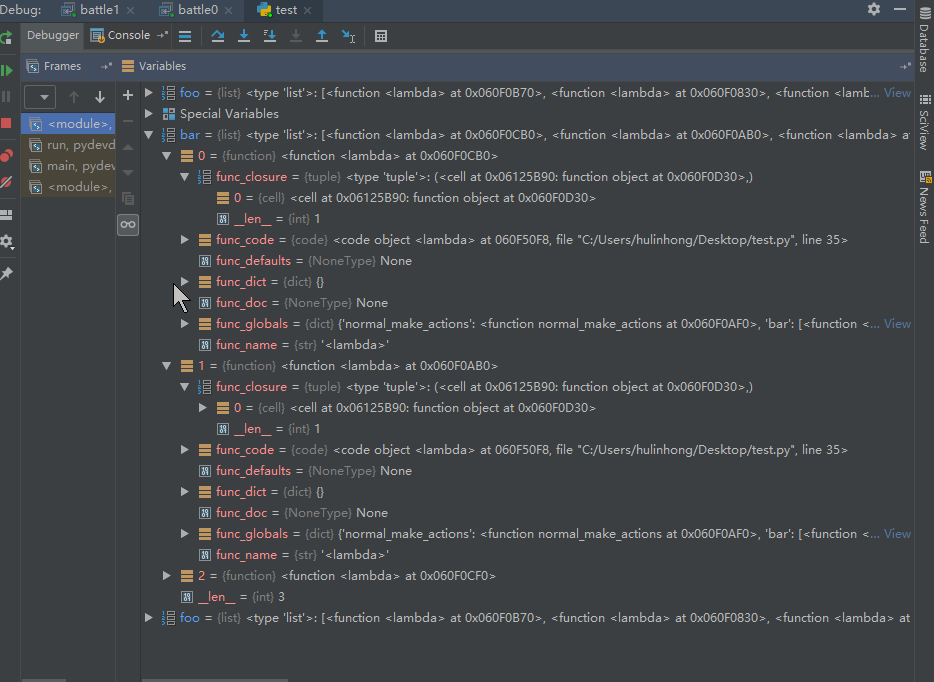 Debug: battle1 battle0 test
Debugger Console
Frames Variables
<module>,
run, pydevd
main, pydev
<module>,
foo = {list} <type 'list'>: [<function <lambda> at 0x060F0B70>, <function <lambda> at 0x060F0830>, <function <lamb... View
Special Variables
bar = {list} <type 'list'>: [<function <lambda> at 0x060F0CB0>, <function <lambda> at 0x060F0AB0>, <function <lambda> a
0 = {function} <function <lambda> at 0x060F0CB0>
func_closure = {tuple} <type 'tuple'>: (<cell at 0x06125B90: function object at 0x060F0D30>,)
0 = {cell} <cell at 0x06125B90: function object at 0x060F0D30>
__len__ = {int} 1
func_code = {code} <code object <lambda> at 060F50F8, file "C:/Users/hulinhong/Desktop/test.py", line 35>
func_defaults = {NoneType} None
func_dict = {dict} {}
func_doc = {NoneType} None
func_globals = {dict} {'normal_make_actions': <function normal_make_actions at 0x060F0AF0>, 'bar': [<function <... View
func_name = {str} '<lambda>'
1 = {function} <function <lambda> at 0x060F0AB0>
func_closure = {tuple} <type 'tuple'>: (<cell at 0x06125B90: function object at 0x060F0D30>,)
0 = {cell} <cell at 0x06125B90: function object at 0x060F0D30>
__len__ = {int} 1
func_code = {code} <code object <lambda> at 060F50F8, file "C:/Users/hulinhong/Desktop/test.py", line 35>
func_defaults = {NoneType} None
func_dict = {dict} {}
func_doc = {NoneType} None
func_globals = {dict} {'normal_make_actions': <function normal_make_actions at 0x060F0AF0>, 'bar': [<function <... View
func_name = {str} '<lambda>'
2 = {function} <function <lambda> at 0x060F0CF0>
__len__ = {int} 3
foo = {list} <type 'list'>: [<function <lambda> at 0x060F0B70>, <function <lambda> at 0x060F0830>, <function <lambda> at
Database
SciView
News Feed